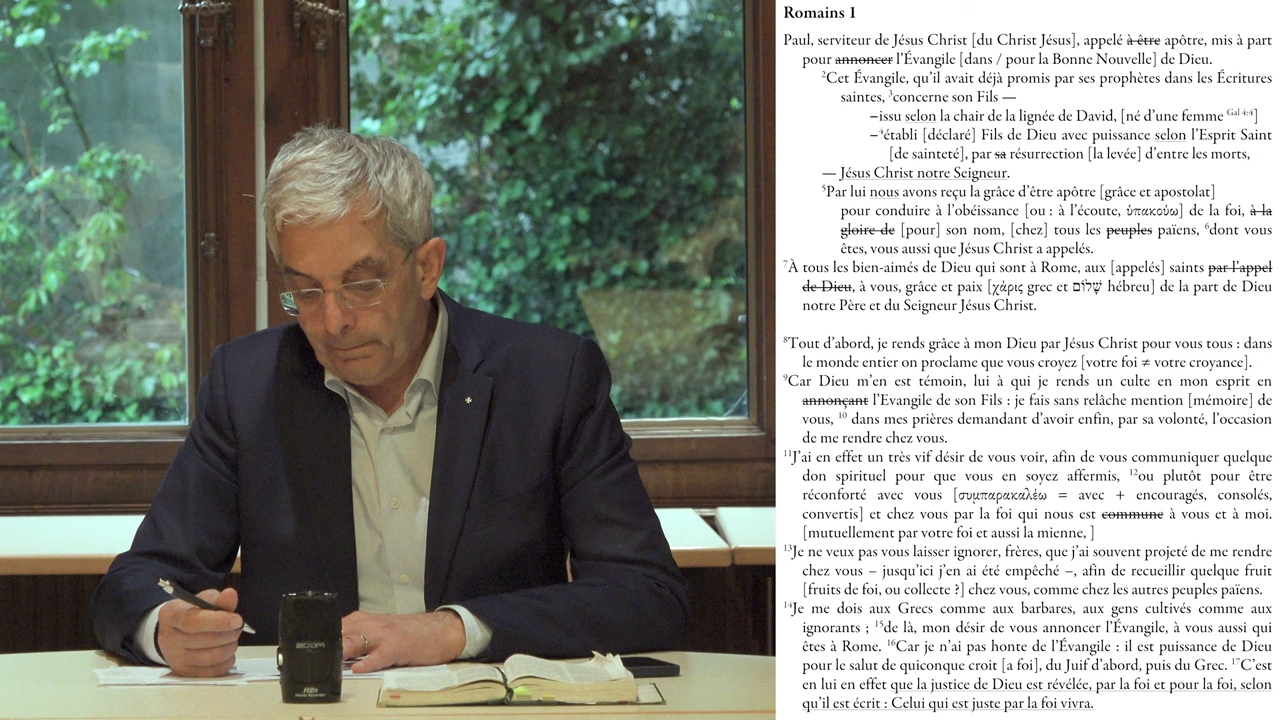 Romains 1
Paul, serviteur de Jésus Christ [du Christ Jésus], appelé à être apôtre, mis à part
pour annoncer l’Évangile [dans / pour la Bonne Nouvelle] de Dieu.
²Cet Évangile, qu’il avait déjà promis par ses prophètes dans les Écritures
saintes, ³concerne son Fils —
–issu selon la chair de la lignée de David, [né d’une femme Gal 4:4]
–⁴établi [déclaré] Fils de Dieu avec puissance selon l’Esprit Saint
[de sainteté], par sa résurrection [la levée] d’entre les morts,
— Jésus Christ notre Seigneur.
⁵Par lui nous avons reçu la grâce d’être apôtre [grâce et apostolat]
pour conduire à l’obéissance [ou : à l’écoute, ὑπακούω] de la foi, à la
gloire de [pour] son nom, [chez] tous les peuples païens, ⁶dont vous
êtes, vous aussi que Jésus Christ a appelés.
⁷À tous les bien-aimés de Dieu qui sont à Rome, aux [appelés] saints par l’appel
de Dieu, à vous, grâce et paix [χάρις grec et שָׁלוֹם hébreu] de la part de Dieu
notre Père et du Seigneur Jésus Christ.
⁸Tout d’abord, je rends grâce à mon Dieu par Jésus Christ pour vous tous : dans
le monde entier on proclame que vous croyez [votre foi ≠ votre croyance].
⁹Car Dieu m’en est témoin, lui à qui je rends un culte en mon esprit en
annonçant l’Evangile de son Fils : je fais sans relâche mention [mémoire] de
vous, ¹⁰ dans mes prières demandant d’avoir enfin, par sa volonté, l’occasion
de me rendre chez vous.
¹¹J’ai en effet un très vif désir de vous voir, afin de vous communiquer quelque
don spirituel pour que vous en soyez affermis, ¹²ou plutôt pour être
réconforté avec vous [συμπαρακαλέω = avec + encouragés, consolés,
convertis] et chez vous par la foi qui nous est commune à vous et à moi.
[mutuellement par votre foi et aussi la mienne, ]
¹³Je ne veux pas vous laisser ignorer, frères, que j’ai souvent projeté de me rendre
chez vous – jusqu’ici j’en ai été empêché –, afin de recueillir quelque fruit
[fruits de foi, ou collecte ?] chez vous, comme chez les autres peuples païens.
¹⁴Je me dois aux Grecs comme aux barbares, aux gens cultivés comme aux
ignorants ; ¹⁵de là, mon désir de vous annoncer l’Évangile, à vous aussi qui
êtes à Rome. ¹⁶Car je n’ai pas honte de l’Évangile : il est puissance de Dieu
pour le salut de quiconque croit [a foi], du Juif d’abord, puis du Grec. ¹⁷C’est
en lui en effet que la justice de Dieu est révélée, par la foi et pour la foi, selon
qu’il est écrit : Celui qui est juste par la foi vivra.
zoom
H2n